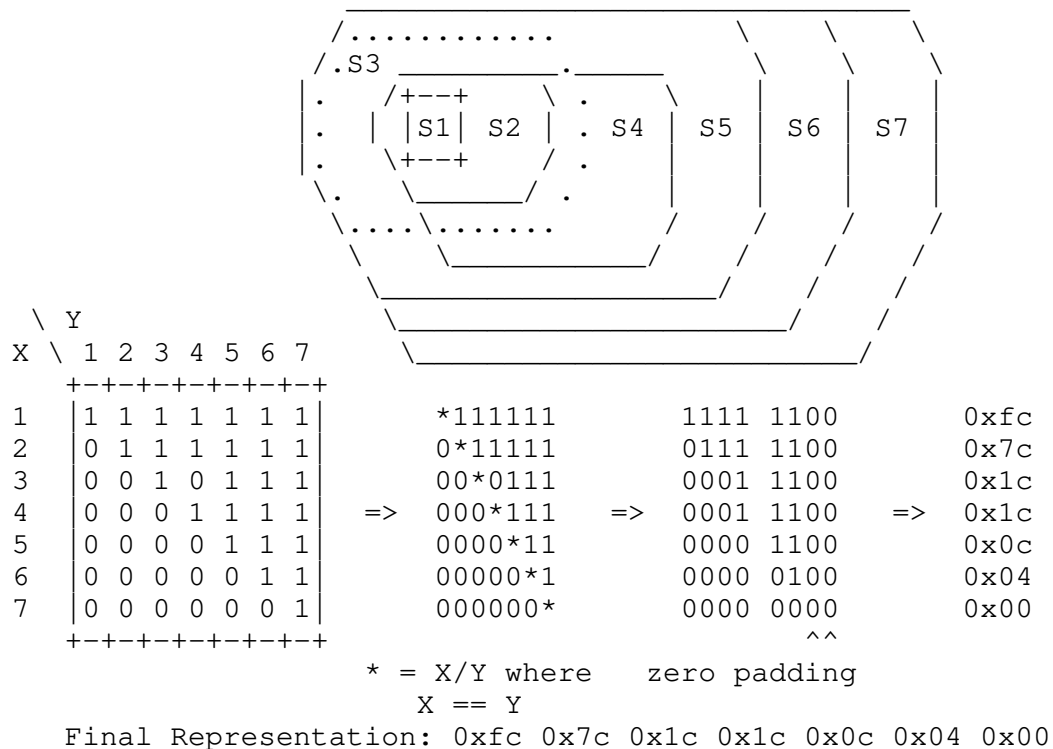 S3
S1 S2 S4 S5 S6 S7
\ Y
X \ 1 2 3 4 5 6 7
+-+-+-+-+-+-+-+
1 |1 1 1 1 1 1 1| *111111 1111 1100 0xfc
2 |0 1 1 1 1 1 1| 0*11111 0111 1100 0x7c
3 |0 0 1 0 1 1 1| 00*0111 0001 1100 0x1c
4 |0 0 0 1 1 1 1| => 000*111 => 0001 1100 => 0x1c
5 |0 0 0 0 1 1 1| 0000*11 0000 1100 0x0c
6 |0 0 0 0 0 1 1| 00000*1 0000 0100 0x04
7 |0 0 0 0 0 0 1| 000000* 0000 0000 0x00
+-+-+-+-+-+-+-+ ^^
* = X/Y where zero padding
X == Y
Final Representation: 0xfc 0x7c 0x1c 0x1c 0x0c 0x04 0x00